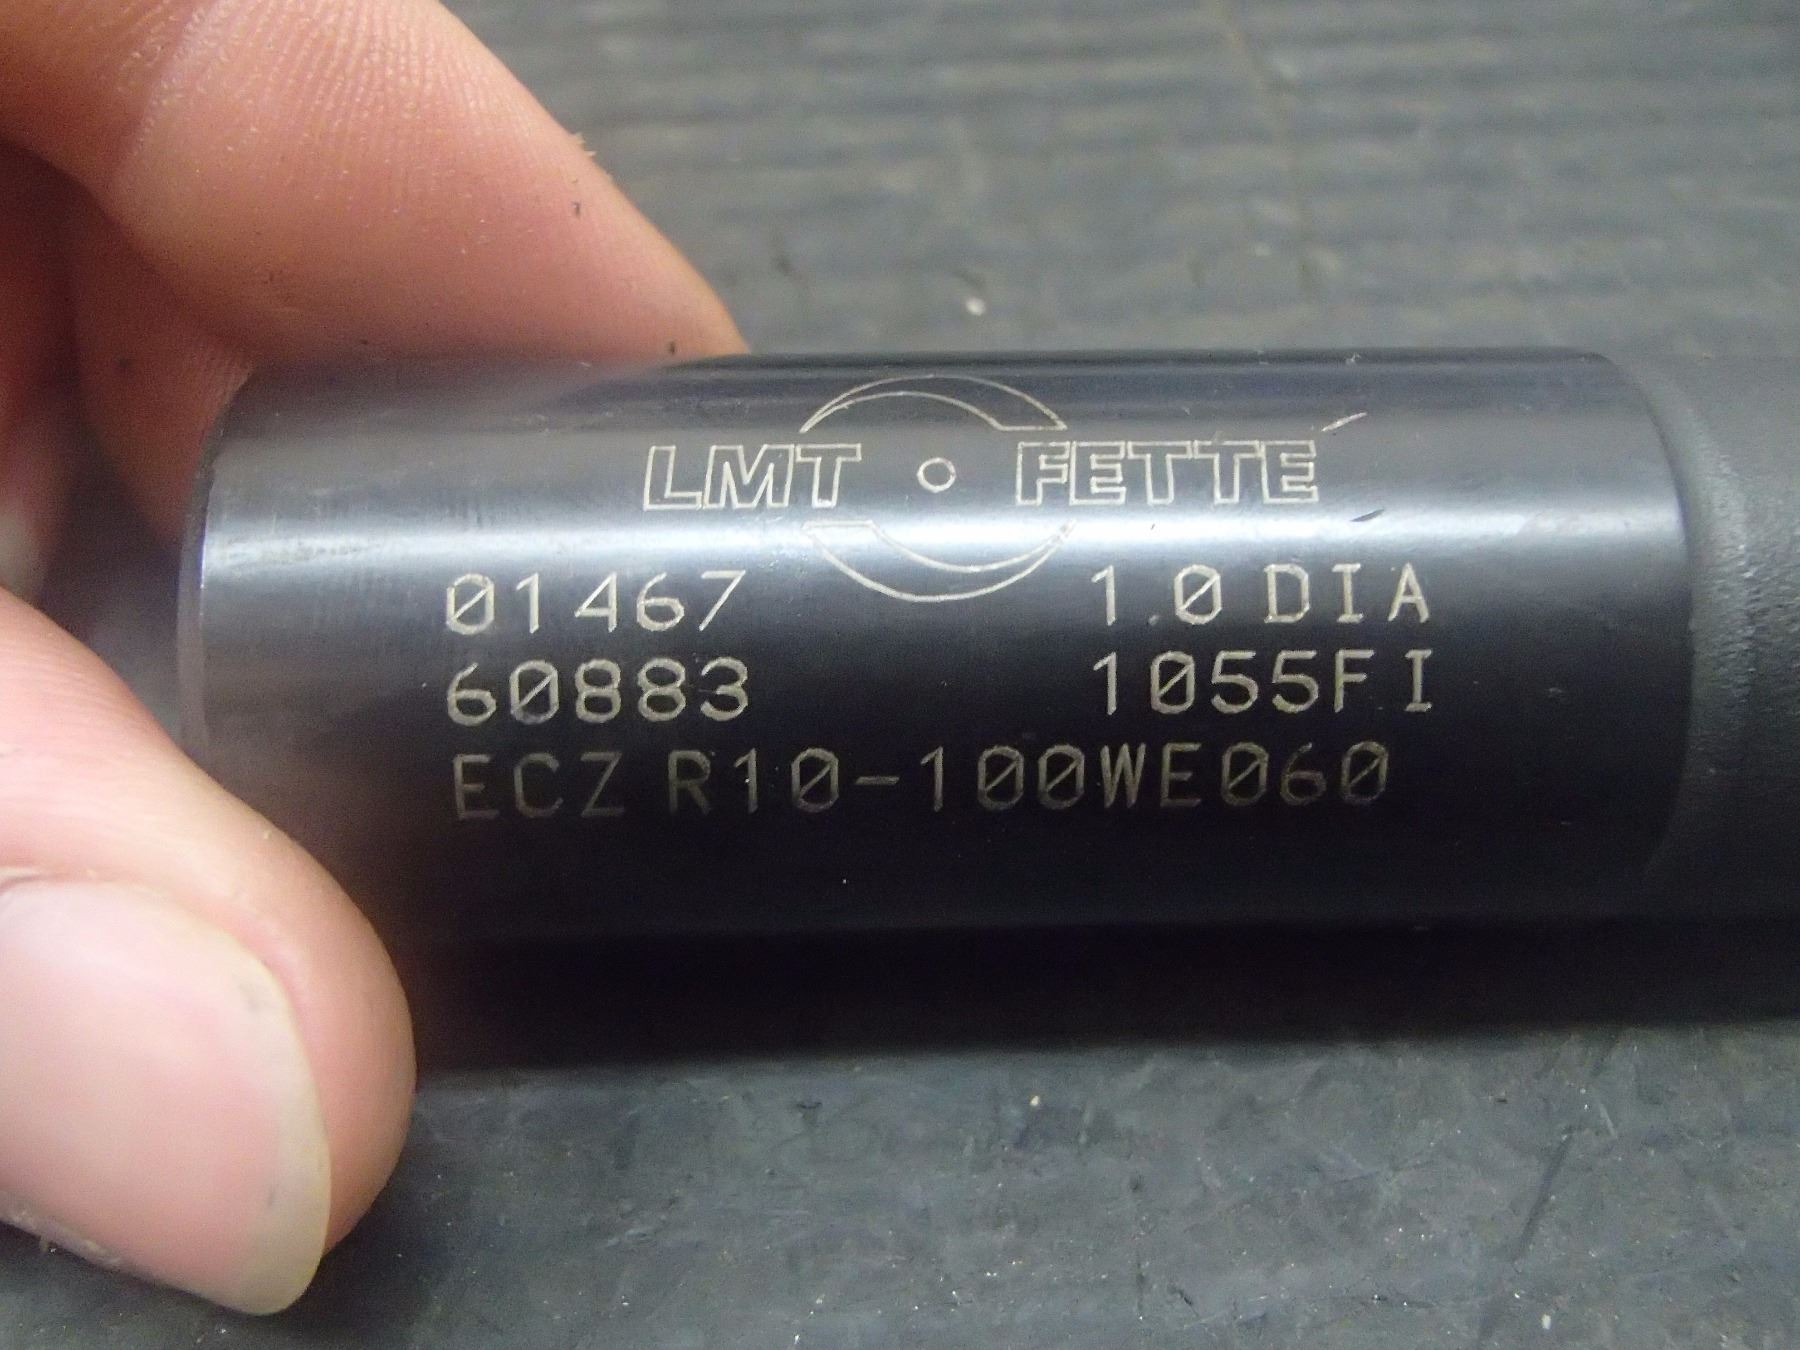 LMT FETTE
01467 1.0 DIA
60883 1055FI
ECZ R10-100WE060